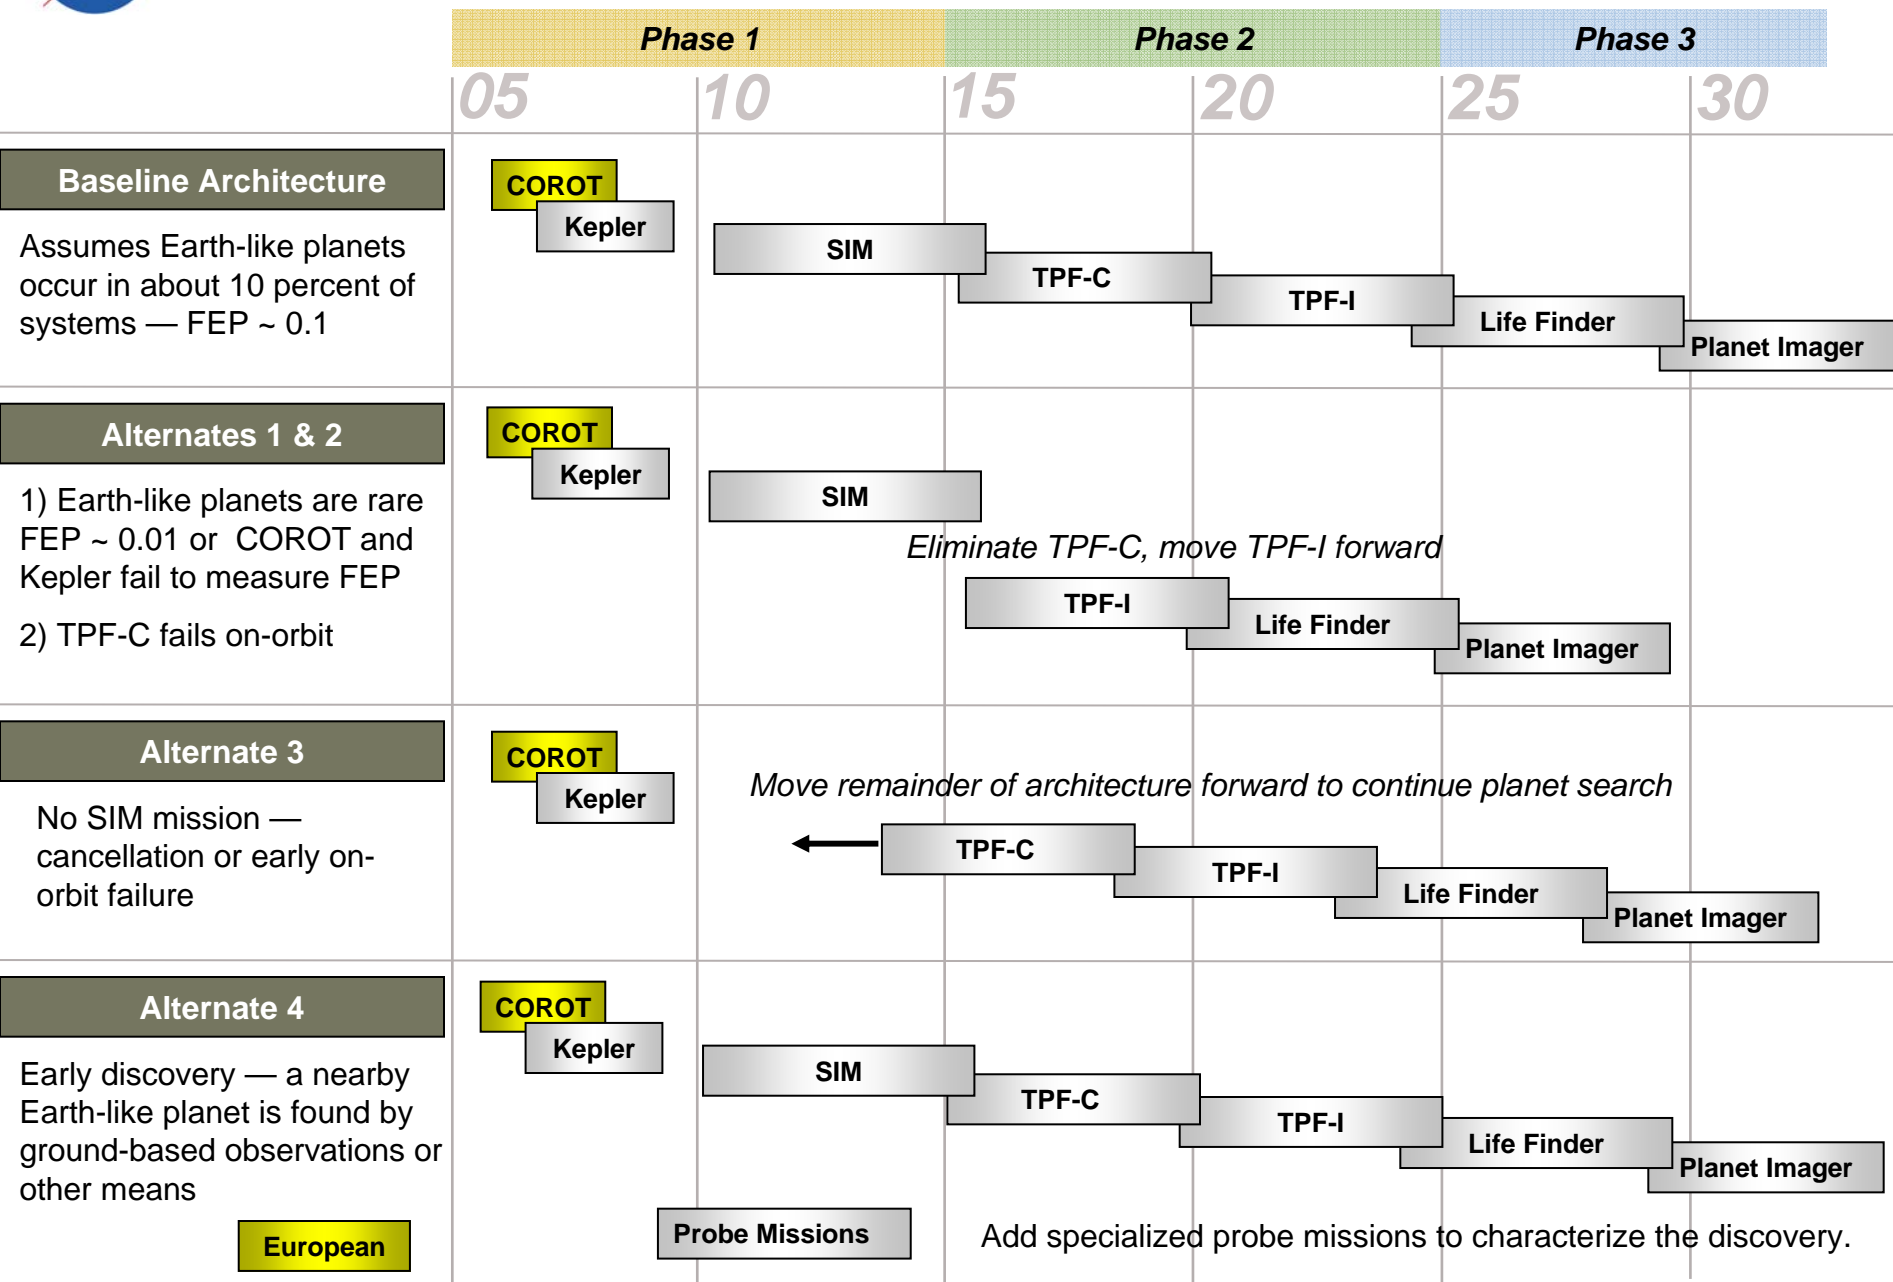 Phase 1 Phase 2 Phase 3
05 10 15 20 25 30
Baseline Architecture
Assumes Earth-like planets
occur in about 10 percent of
systems — FEP ~ 0.1
COROT
Kepler
SIM
TPF-C
TPF-I
Life Finder
Planet Imager
Alternates 1 & 2
1) Earth-like planets are rare
FEP ~ 0.01 or COROT and
Kepler fail to measure FEP
2) TPF-C fails on-orbit
COROT
Kepler
SIM
Eliminate TPF-C, move TPF-I forward
TPF-I
Life Finder
Planet Imager
Alternate 3
No SIM mission —
cancellation or early on-
orbit failure
COROT
Kepler
Move remainder of architecture forward to continue planet search
TPF-C
TPF-I
Life Finder
Planet Imager
Alternate 4
Early discovery — a nearby
Earth-like planet is found by
ground-based observations or
other means
COROT
Kepler
SIM
TPF-C
TPF-I
Life Finder
Planet Imager
European
Probe Missions
Add specialized probe missions to characterize the discovery.